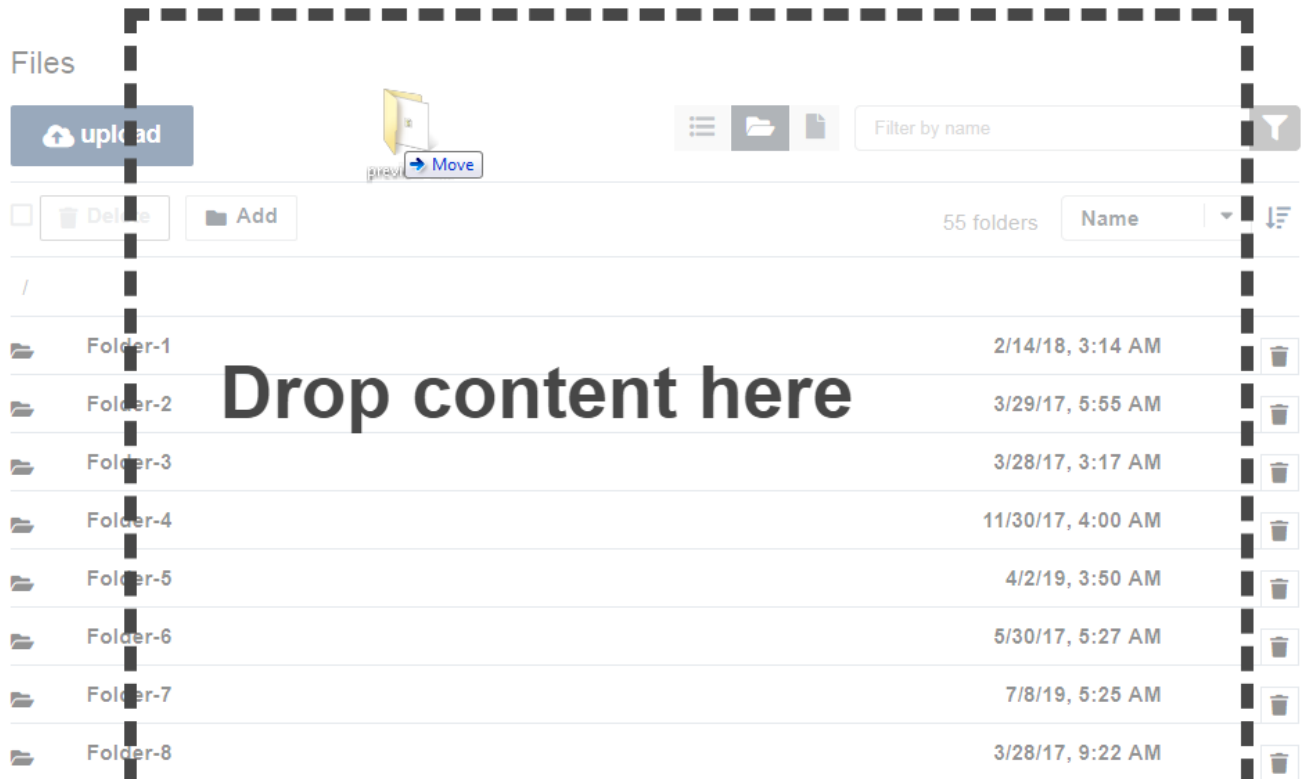 Files
upload
Move
Filter by name
Delete
Add
55 folders
Name
/
Folder-1 2/14/18, 3:14 AM
Drop content here
Folder-2 3/29/17, 5:55 AM
Folder-3 3/28/17, 3:17 AM
Folder-4 11/30/17, 4:00 AM
Folder-5 4/2/19, 3:50 AM
Folder-6 5/30/17, 5:27 AM
Folder-7 7/8/19, 5:25 AM
Folder-8 3/28/17, 9:22 AM